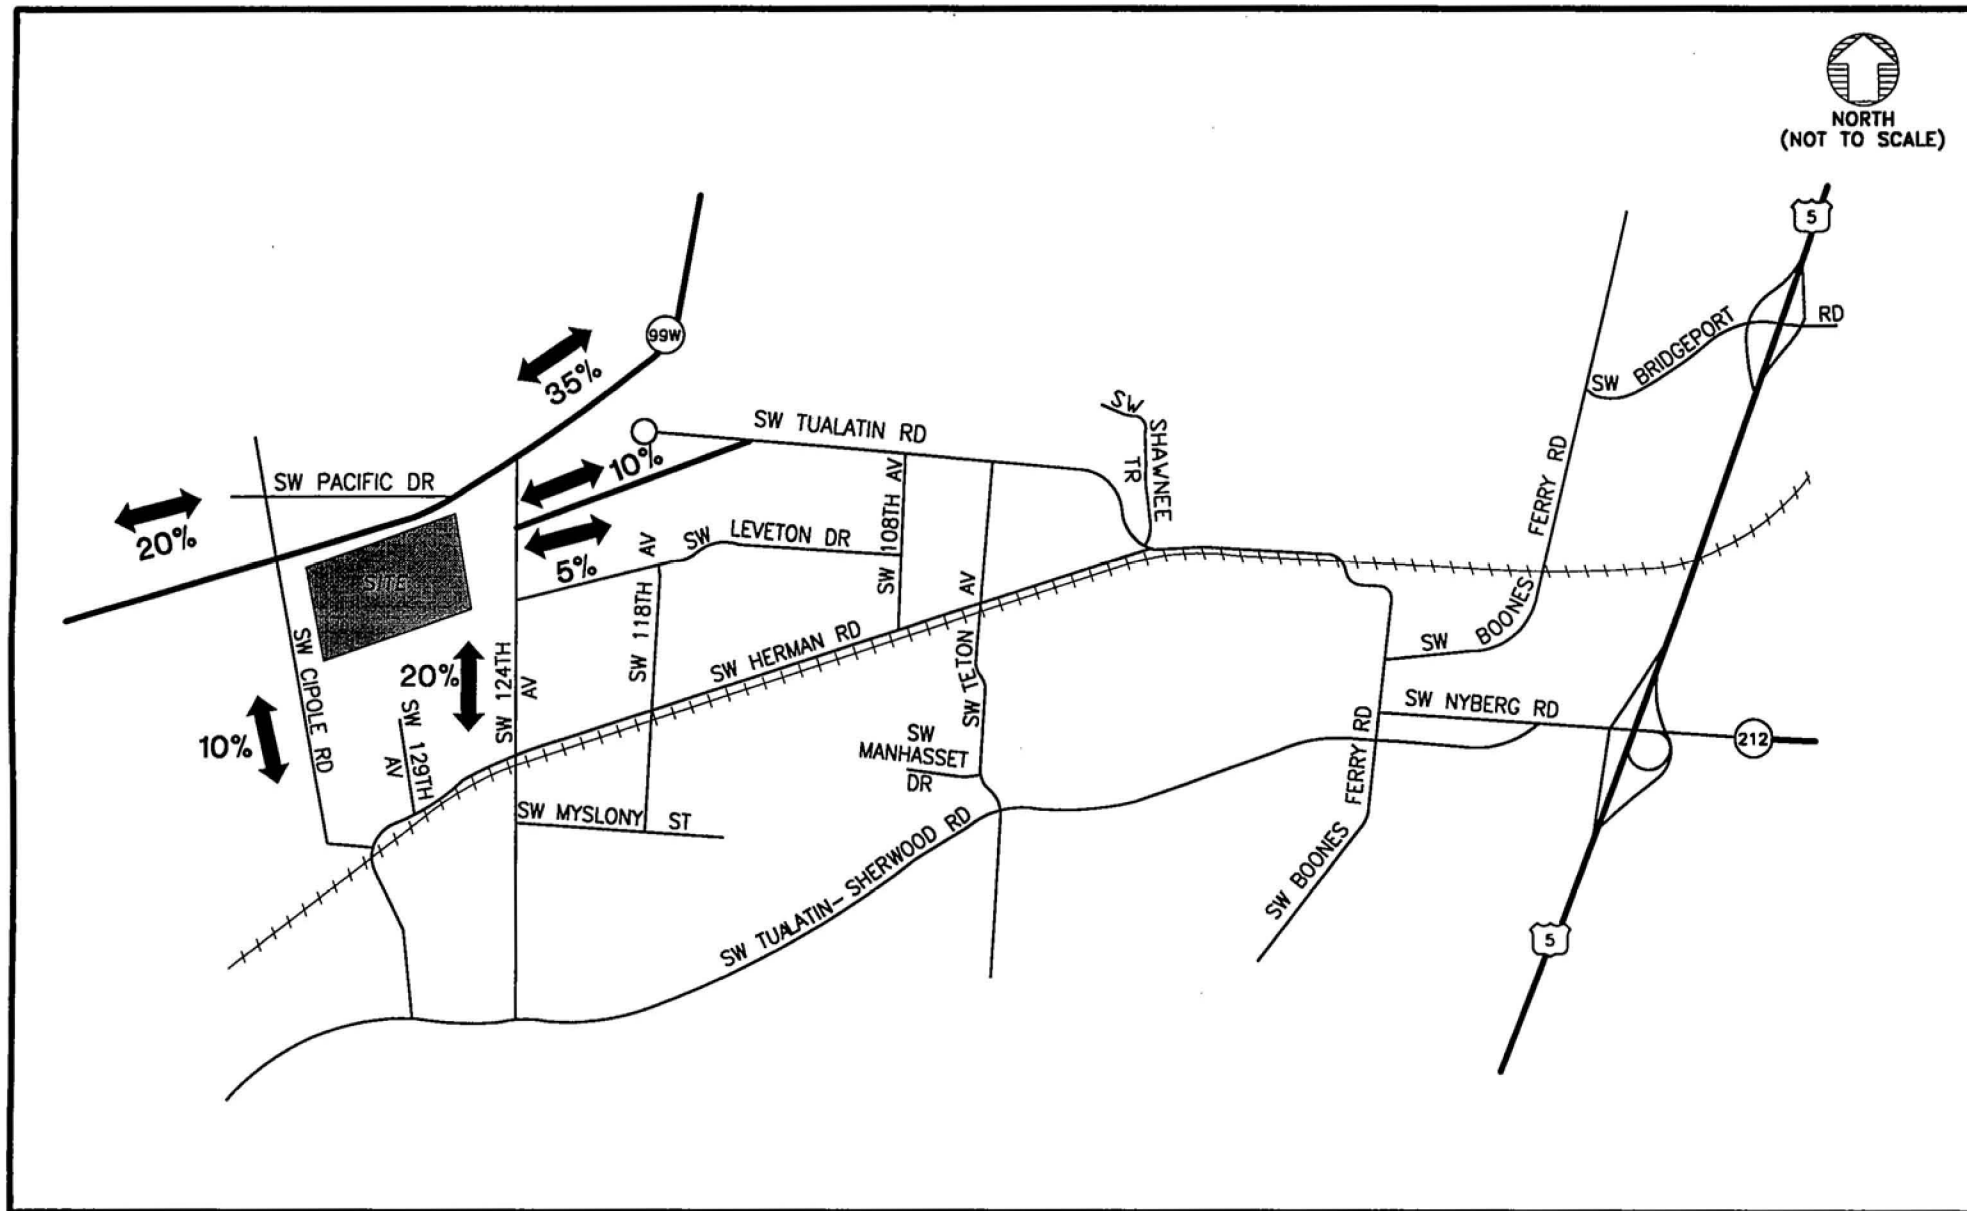 NORTH
(NOT TO SCALE)
5
99W
35%
SW BRIDGEPORT RD
SW
SHAWNEE
TR
SW TUALATIN RD
10%
SW PACIFIC DR
20%
SW LEVETON DR
5%
SW 108TH AV
FERRY RD
SITE
SW 118TH AV
SW TETON AV
SW BOONES
SW HERMAN RD
SW CIPOLE RD
20%
SW 124TH
AV
SW NYBERG RD
212
10%
SW 129TH
AV
SW
MANHASSET
DR
FERRY RD
SW MYSLONY ST
SW BOONES
SW TUALATIN-SHERWOOD RD
5